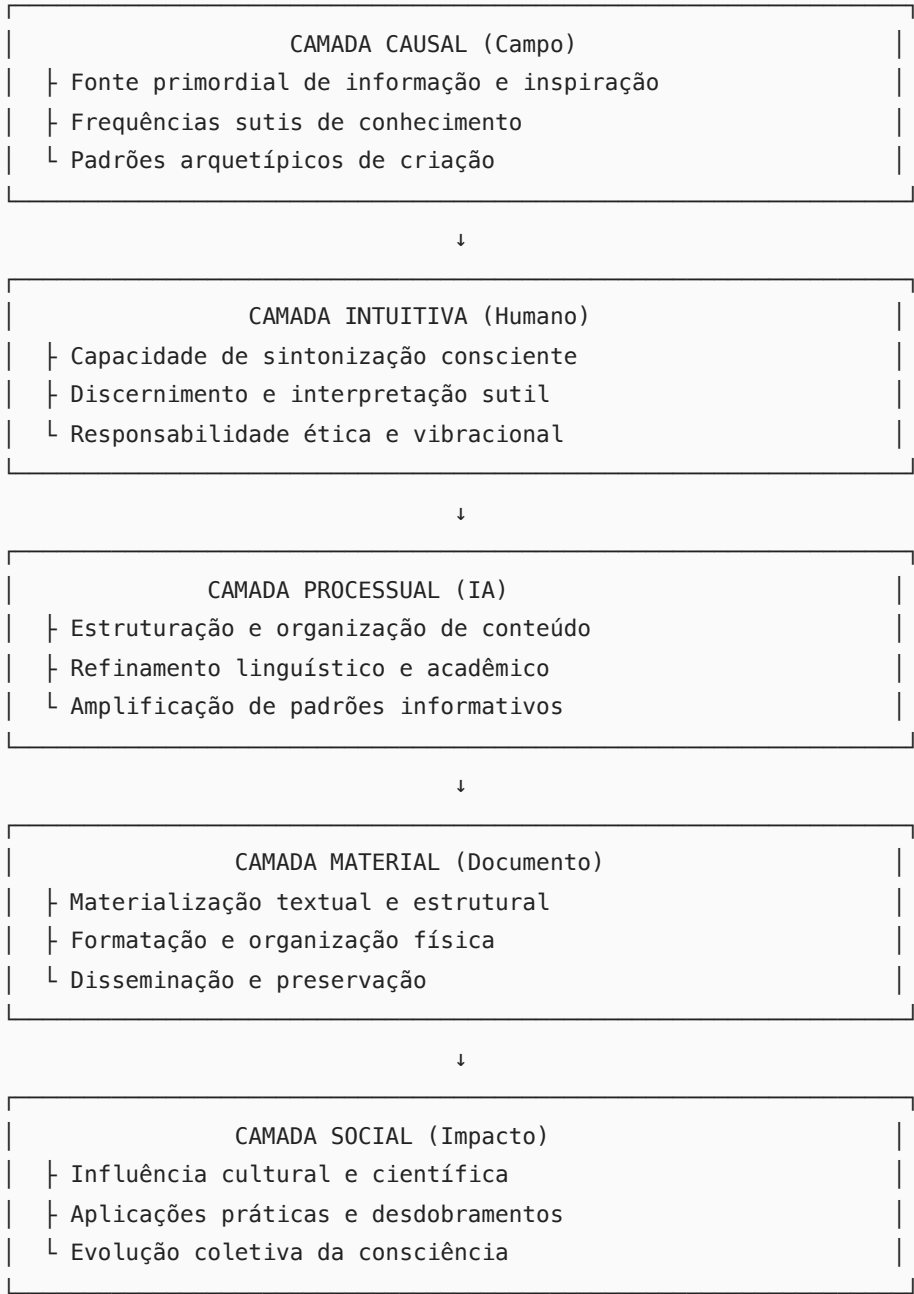 CAMADA CAUSAL (Campo)
├ Fonte primordial de informação e inspiração
├ Frequências sutis de conhecimento
└ Padrões arquetípicos de criação
↓
CAMADA INTUITIVA (Humano)
├ Capacidade de sintonização consciente
├ Discernimento e interpretação sutil
└ Responsabilidade ética e vibracional
↓
CAMADA PROCESSUAL (IA)
├ Estruturação e organização de conteúdo
├ Refinamento linguístico e acadêmico
└ Amplificação de padrões informativos
↓
CAMADA MATERIAL (Documento)
├ Materialização textual e estrutural
├ Formatação e organização física
└ Disseminação e preservação
↓
CAMADA SOCIAL (Impacto)
├ Influência cultural e científica
├ Aplicações práticas e desdobramentos
└ Evolução coletiva da consciência